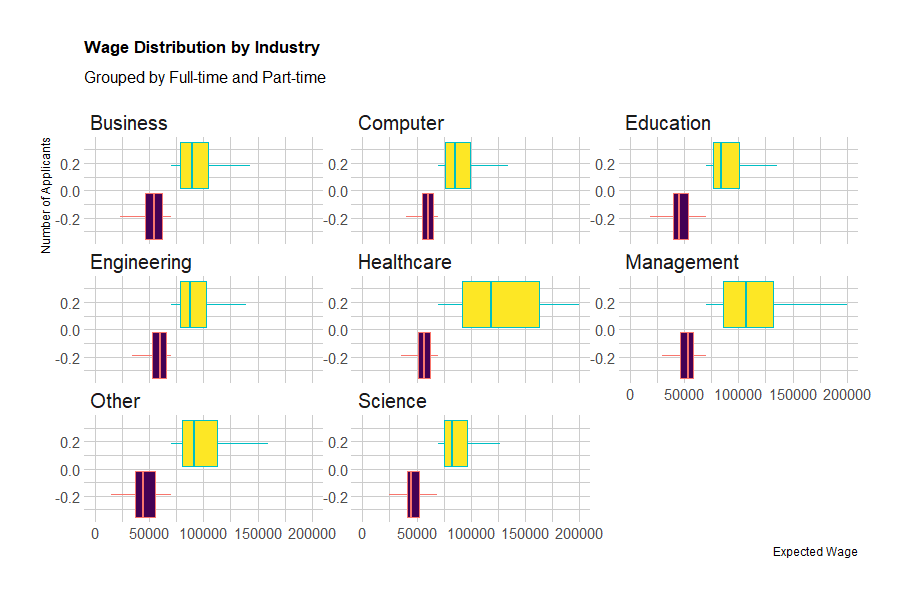 Wage Distribution by Industry
Grouped by Full-time and Part-time
Number of Applicants
Business
Computer
Education
0.2
0.0
-0.2
0.2
0.0
-0.2
0.2
0.0
-0.2
Engineering
Healthcare
Management
0.2
0.0
-0.2
0.2
0.0
-0.2
0.2
0.0
-0.2
0 50000 100000 150000 200000
Other
Science
0.2
0.0
-0.2
0.2
0.0
-0.2
0 50000 100000 150000 200000
0 50000 100000 150000 200000
Expected Wage